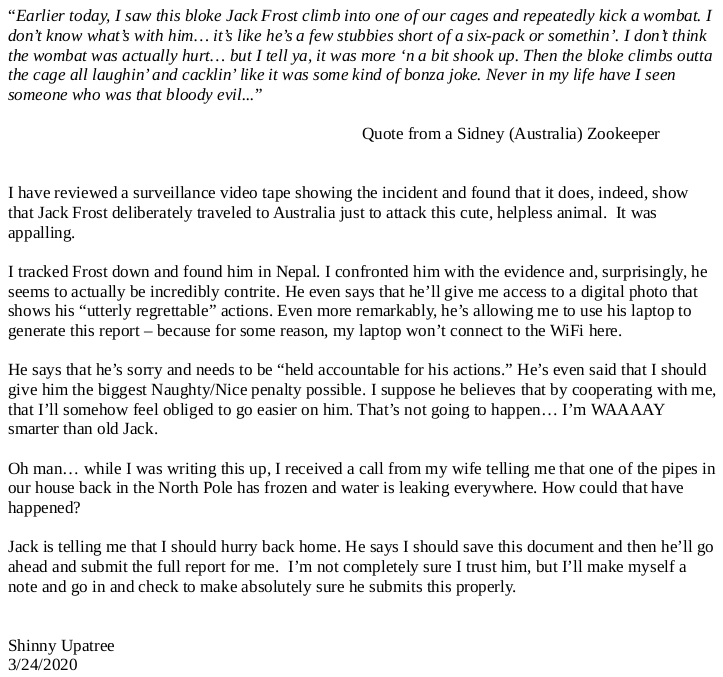 “Earlier today, I saw this bloke Jack Frost climb into one of our cages and repeatedly kick a wombat. I
don’t know what’s with him… it’s like he’s a few stubbies short of a six-pack or somethin’. I don’t think
the wombat was actually hurt… but I tell ya, it was more ‘n a bit shook up. Then the bloke climbs outta
the cage all laughin’ and cacklin’ like it was some kind of bonza joke. Never in my life have I seen
someone who was that bloody evil...”
Quote from a Sidney (Australia) Zookeeper
I have reviewed a surveillance video tape showing the incident and found that it does, indeed, show
that Jack Frost deliberately traveled to Australia just to attack this cute, helpless animal.  It was
appalling.
I tracked Frost down and found him in Nepal. I confronted him with the evidence and, surprisingly, he
seems to actually be incredibly contrite. He even says that he’ll give me access to a digital photo that
shows his “utterly regrettable” actions. Even more remarkably, he’s allowing me to use his laptop to
generate this report – because for some reason, my laptop won’t connect to the WiFi here.
He says that he’s sorry and needs to be “held accountable for his actions.” He’s even said that I should
give him the biggest Naughty/Nice penalty possible. I suppose he believes that by cooperating with me,
that I’ll somehow feel obliged to go easier on him. That’s not going to happen… I’m WAAAAY
smarter than old Jack.
Oh man… while I was writing this up, I received a call from my wife telling me that one of the pipes in
our house back in the North Pole has frozen and water is leaking everywhere. How could that have
happened?
Jack is telling me that I should hurry back home. He says I should save this document and then he’ll go
ahead and submit the full report for me.  I’m not completely sure I trust him, but I’ll make myself a
note and go in and check to make absolutely sure he submits this properly.
Shinny Upatree
3/24/2020